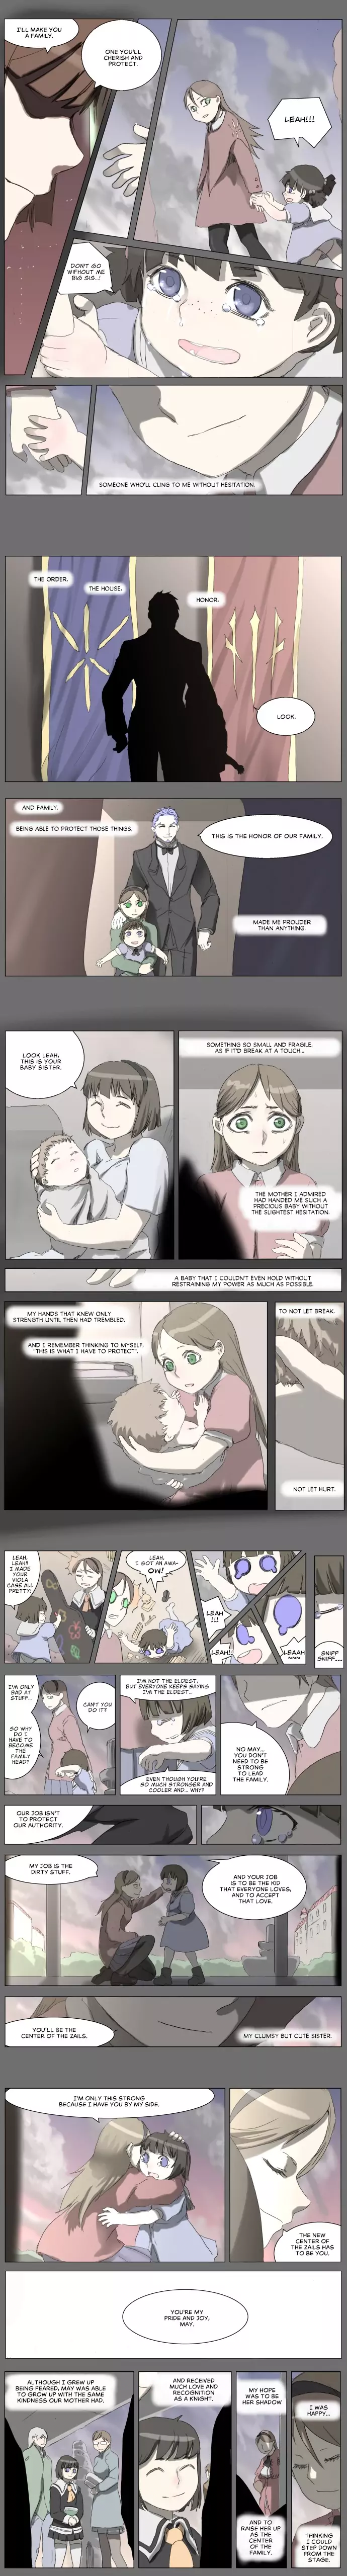 I'LL MAKE YOU
A FAMILY.
ONE YOU'LL
CHERISH AND
PROTECT.
LEAH!!!
DON'T GO
WITHOUT ME
BIG SIS...!
SOMEONE WHO'LL CLING TO ME WITHOUT HESITATION.
THE ORDER.
THE HOUSE.
HONOR.
LOOK.
AND FAMILY.
BEING ABLE TO PROTECT THOSE THINGS.
THIS IS THE HONOR OF OUR FAMILY.
MADE ME PROUDER
THAN ANYTHING.
LOOK LEAH,
THIS IS YOUR
BABY SISTER.
SOMETHING SO SMALL AND FRAGILE.
AS IF IT'D BREAK AT A TOUCH...
THE MOTHER I ADMIRED
HAD HANDED ME SUCH A
PRECIOUS BABY WITHOUT
THE SLIGHTEST HESITATION.
A BABY THAT I COULDN'T EVEN HOLD WITHOUT
RESTRAINING MY POWER AS MUCH AS POSSIBLE.
MY HANDS THAT KNEW ONLY
STRENGTH UNTIL THEN HAD TREMBLED.
AND I REMEMBER THINKING TO MYSELF.
"THIS IS WHAT I HAVE TO PROTECT".
TO NOT LET BREAK.
NOT LET HURT.
LEAH,
LEAH!!
I MADE
YOUR
VIOLA
CASE ALL
PRETTY!
LEAH,
I GOT AN AWA-
OW!
LEAH
!!!
LEAH!!
LEAAH
~~~
SNIFF
SNIFF...
I'M ONLY
BAD AT
STUFF...
SO WHY
DO I
HAVE TO
BECOME
THE
FAMILY
HEAD?
CAN'T YOU
DO IT?
I'M NOT THE ELDEST,
BUT EVERYONE KEEPS SAYING
I'M THE ELDEST...
EVEN THOUGH YOU'RE
SO MUCH STRONGER AND
COOLER AND... WHY?
NO MAY...
YOU DON'T
NEED TO BE
STRONG
TO LEAD
THE FAMILY.
OUR JOB ISN'T
TO PROTECT
OUR AUTHORITY.
MY JOB IS THE
DIRTY STUFF.
AND YOUR JOB
IS TO BE THE KID
THAT EVERYONE LOVES,
AND TO ACCEPT
THAT LOVE.
YOU'LL BE THE
CENTER OF THE ZAILS.
MY CLUMSY BUT CUTE SISTER.
I'M ONLY THIS STRONG
BECAUSE I HAVE YOU BY MY SIDE.
THE NEW
CENTER OF
THE ZAILS HAS
TO BE YOU.
YOU'RE MY
PRIDE AND JOY,
MAY.
ALTHOUGH I GREW UP
BEING FEARED, MAY WAS ABLE
TO GROW UP WITH THE SAME
KINDNESS OUR MOTHER HAD.
AND RECEIVED
MUCH LOVE AND
RECOGNITION
AS A KNIGHT.
MY HOPE
WAS TO BE
HER SHADOW
AND TO
RAISE HER UP
AS THE
CENTER
OF THE
FAMILY.
I WAS
HAPPY...
THINKING
I COULD
STEP DOWN
FROM THE
STAGE.